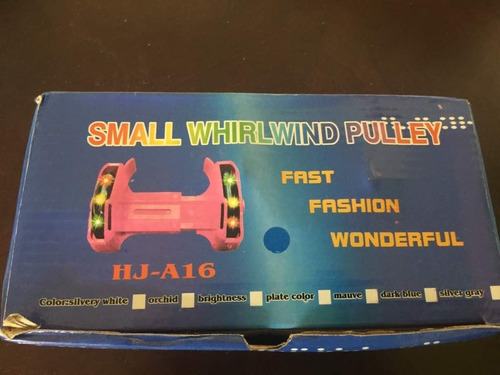 SMALL WHIRLWIND PULLEY
FAST
FASHION
WONDERFUL
HJ-A16
Color:silvery white orchid brightness plate color mauve dark blue silver gray